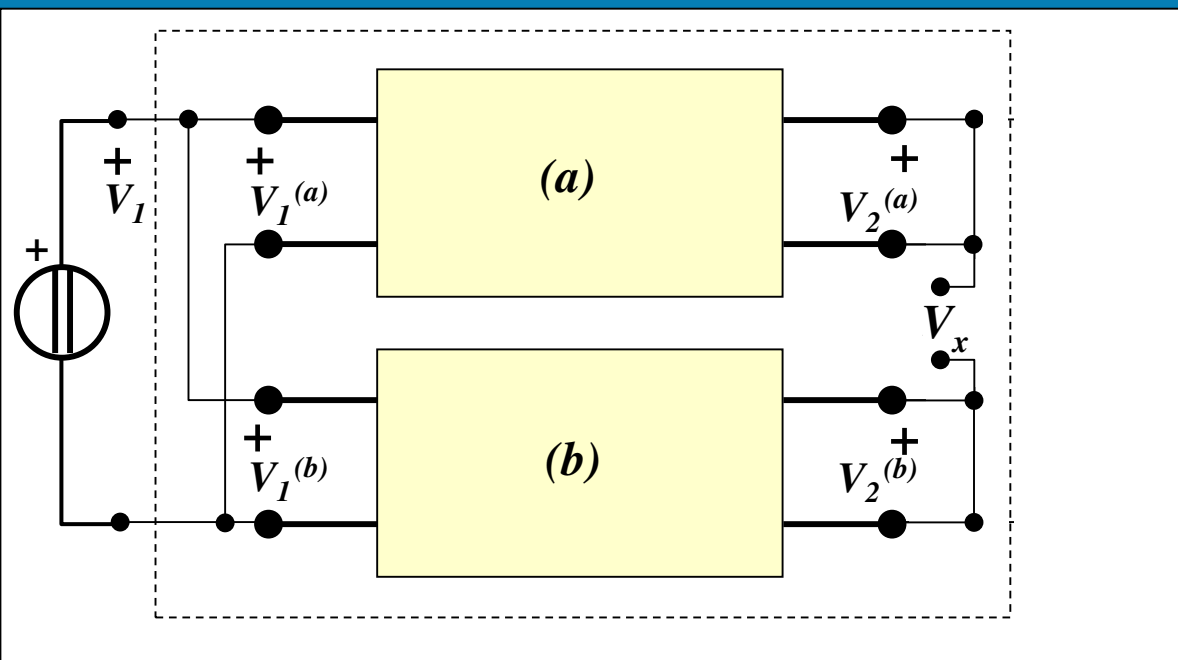 + + +
V₁ V₁⁽ᵃ⁾ (a) V₂⁽ᵃ⁾
+
Vₓ
+ +
V₁⁽ᵇ⁾ (b) V₂⁽ᵇ⁾